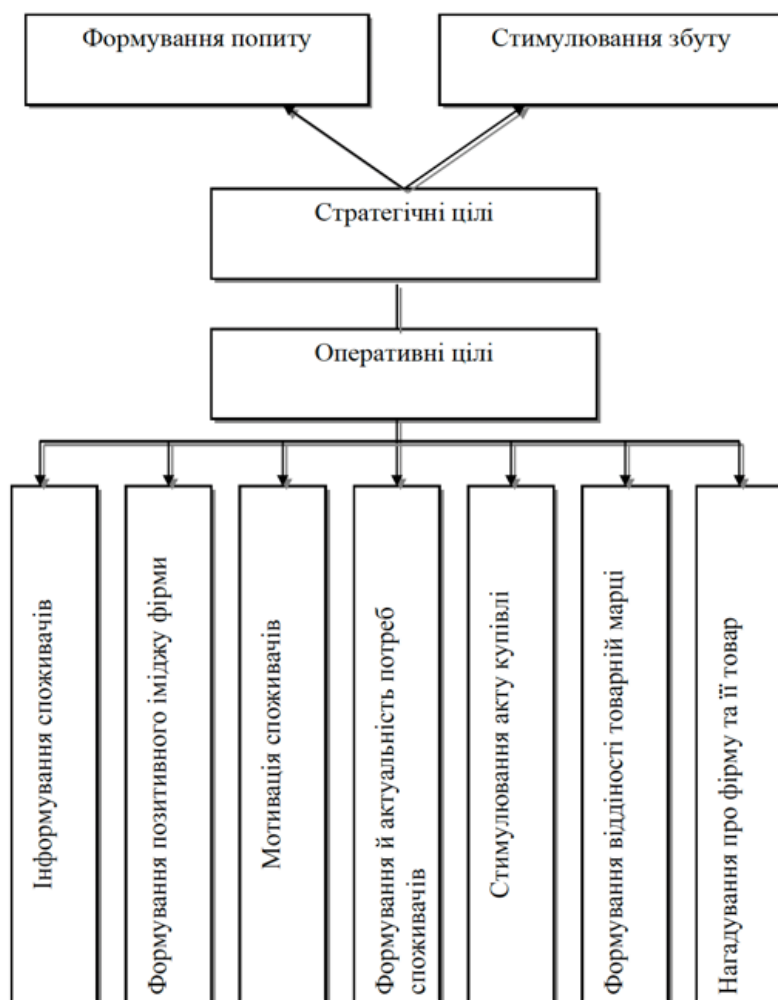 Формування попиту
Стимулювання збуту
Стратегічні цілі
Оперативні цілі
Інформування споживачів
Формування позитивного іміджу фірми
Мотивація споживачів
Формування й актуальність потреб
споживачів
Стимулювання акту купівлі
Формування віддіності товарній марці
Нагадування про фірму та її товар